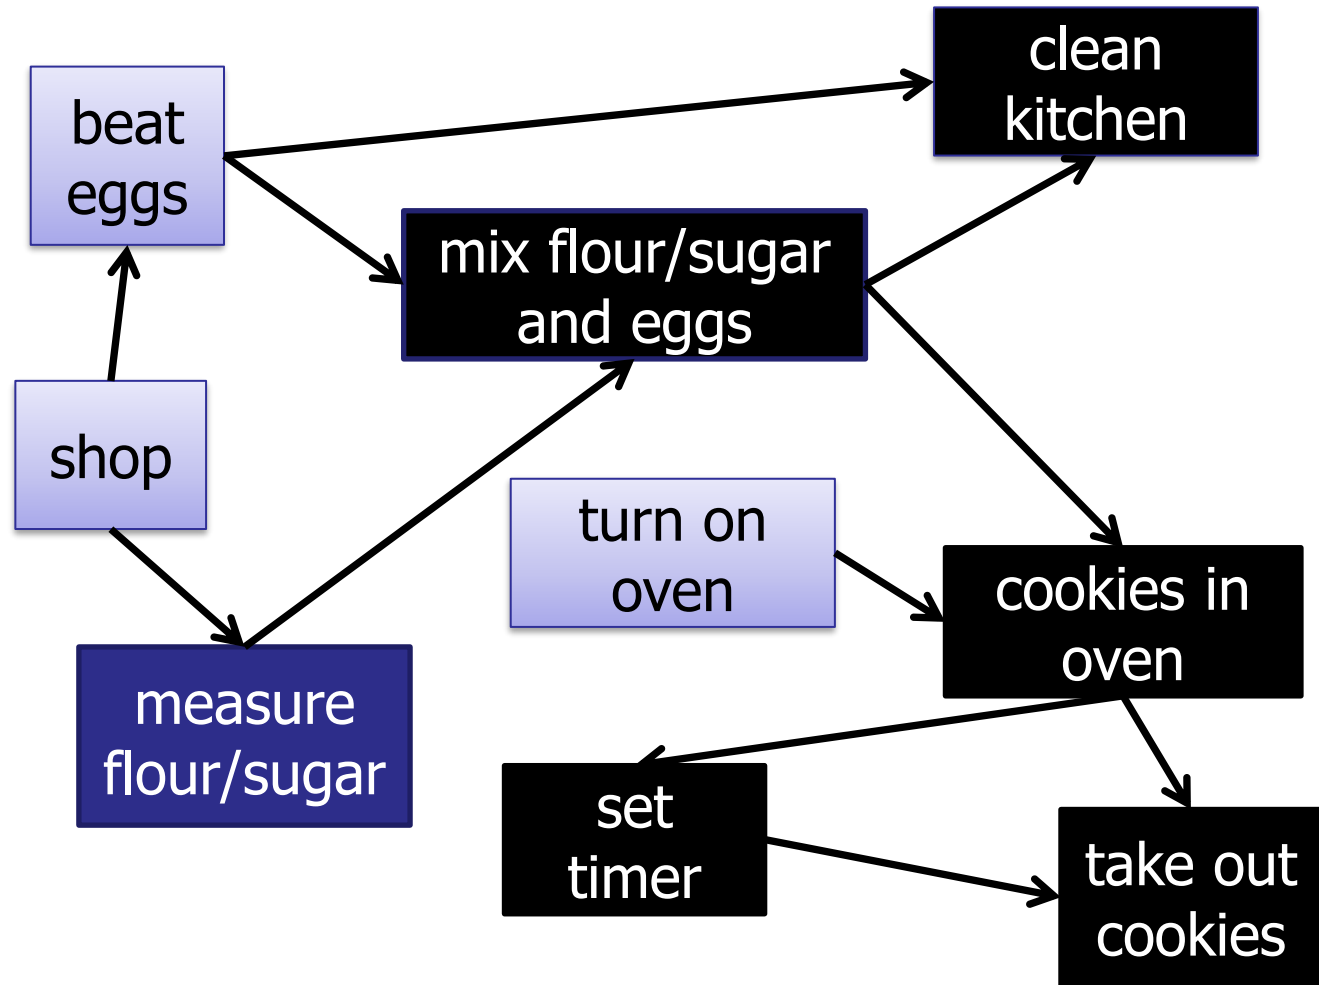 clean
kitchen
beat
eggs
mix flour/sugar
and eggs
shop
turn on
oven
cookies in
oven
measure
flour/sugar
set
timer
take out
cookies